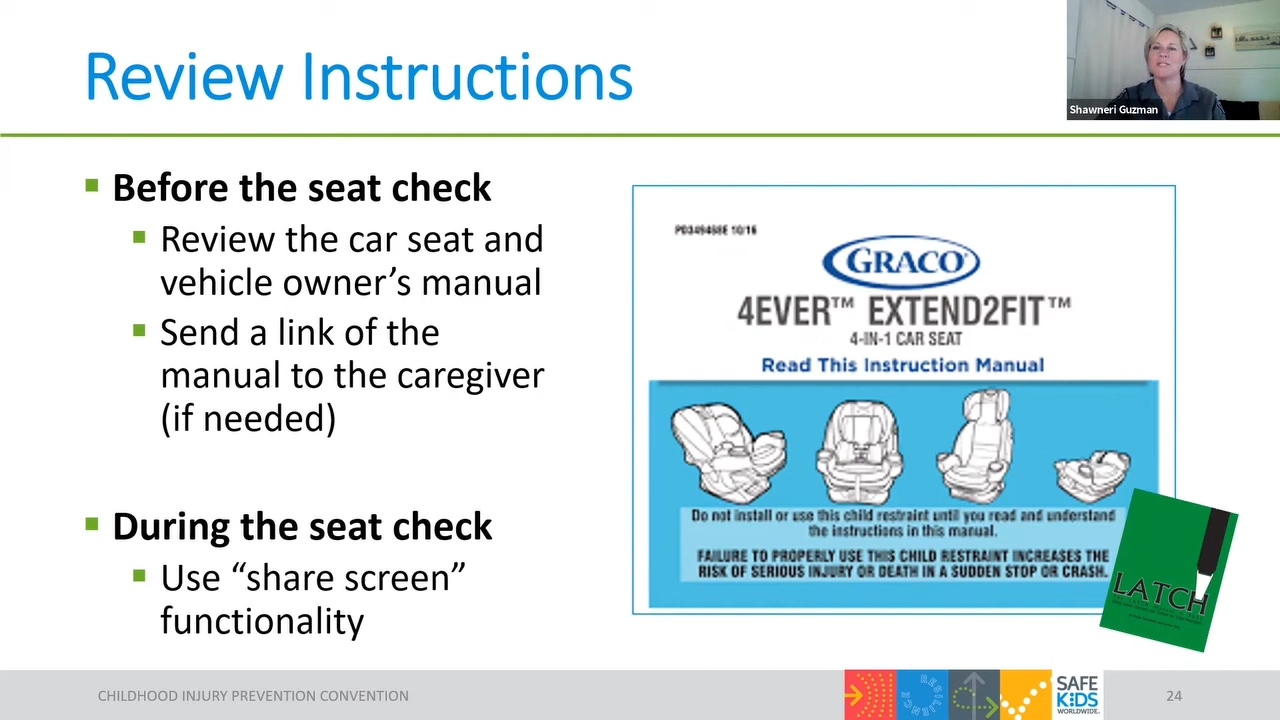 Review Instructions
Shawneri Guzman
Before the seat check
Review the car seat and
vehicle owner's manual
Send a link of the
manual to the caregiver
(if needed)
During the seat check
Use “share screen”
functionality
PD349468E 10/16
GRACO®
4EVER™ EXTEND2FIT™
4-IN-1 CAR SEAT
Read This Instruction Manual
Do not install or use this child restraint until you read and understand
the instructions in this manual.
FAILURE TO PROPERLY USE THIS CHILD RESTRAINT INCREASES THE
RISK OF SERIOUS INJURY OR DEATH IN A SUDDEN STOP OR CRASH.
LATCH
CHILDHOOD INJURY PREVENTION CONVENTION
RESILIENCE
SAFE
KIDS
WORLDWIDE.
24